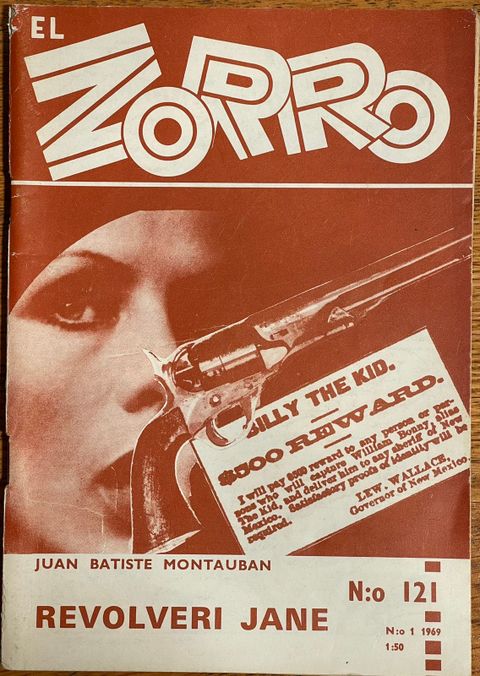 EL
ZORRO
BILLY THE KID.
$500 REWARD.
I will pay $500 reward to any person or per-
sons who will capture William Bonny, alias
The Kid, and deliver him to any sheriff of New
Mexico. Satisfactory proofs of identity will be
required.
LEW. WALLACE,
Governor of New Mexico.
JUAN BATISTE MONTAUBAN
N:o 121
REVOLVERI JANE
N:o 1 1969
1:50